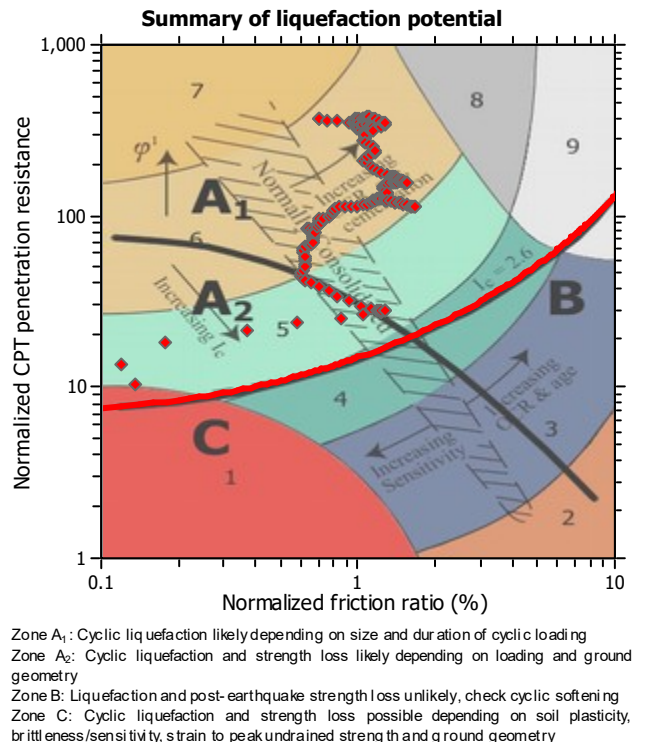 Summary of liquefaction potential
1,000
7
8
9
φ'
Increasing
OCR &
cementation
A1
Normally Consolidated
100
6
Ic = 2.6
A2
B
Increasing Ic
5
10
4
Increasing
OCR & age
C
Increasing
Sensitivity
3
1
2
1
0.1
1
10
Normalized CPT penetration resistance
Normalized friction ratio (%)
Zone A1: Cyclic liquefaction likely depending on size and duration of cyclic loading
Zone A2: Cyclic liquefaction and strength loss likely depending on loading and ground
geometry
Zone B: Liquefaction and post-earthquake strength loss unlikely, check cyclic softening
Zone C: Cyclic liquefaction and strength loss possible depending on soil plasticity,
brittleness/sensitivity, strain to peak undrained strength and ground geometry